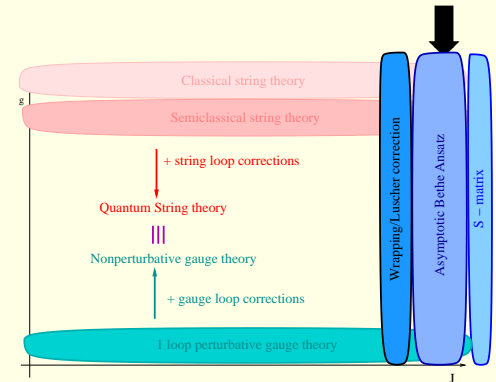 Classical string theory
g
Semiclassical string theory
+ string loop corrections
Quantum String theory
Nonperturbative gauge theory
+ gauge loop corrections
1 loop perturbative gauge theory
J
Wrapping/Luscher correction
Asymptotic Bethe Ansatz
S - matrix